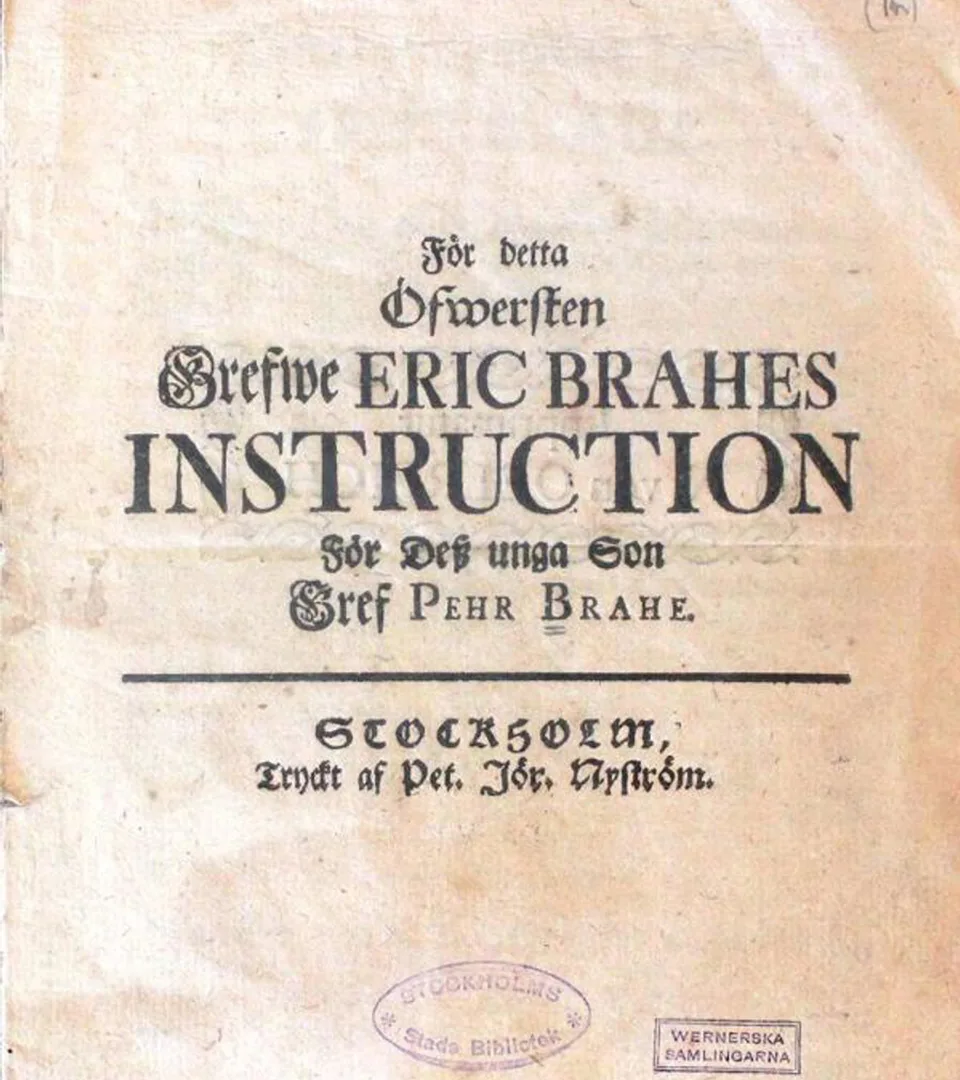 För detta
Öfwersten
Grefwe ERIC BRAHES
INSTRUCTION
För Deß unga Son
Gref PEHR BRAHE.
STOCKHOLM,
Tryckt af Pet. Jör. Nyström.
STOCKHOLMS
* Stads Bibliotek *
WERNERSKA
SAMLINGARNA